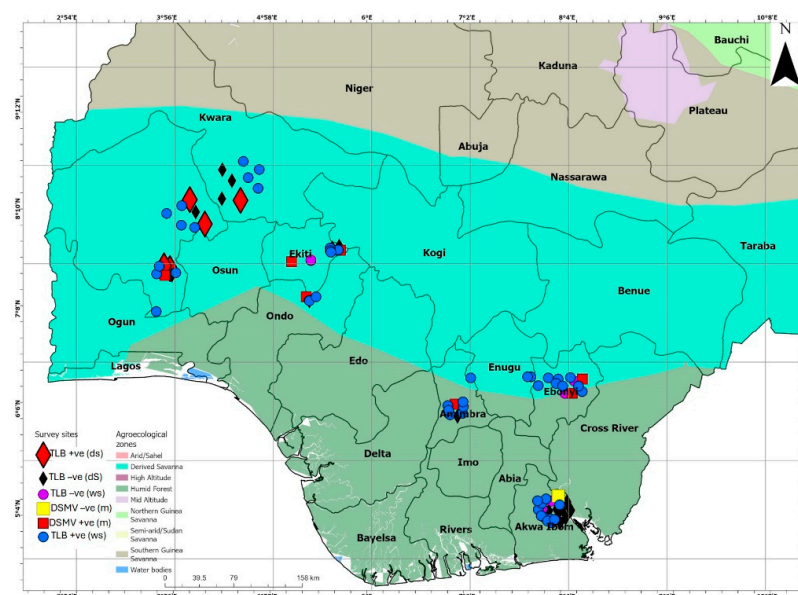 2°54' 3°56' 4°58' 6°0' 7°2' 8°4' 9°6' 10°8'
N
Bauchi
Kaduna
Niger
Plateau
9°12'N
Kwara
Abuja
Nassarawa
8°10'N
Taraba
Ekiti
Kogi
Osun
Benue
7°8'N
Ogun
Ondo
Edo
Lagos
Enugu
Ebonyi
6°6'N
Anambra
Cross River
Delta
Imo
Abia
5°4'N
Akwa Ibom
Bayelsa
Rivers
Survey sites
TLB +ve (ds)
TLB –ve (dS)
TLB –ve (ws)
DSMV –ve (m)
DSMV +ve (m)
TLB +ve (ws)
Agroecological
zones
Arid/Sahel
Derived Savanna
High Altitude
Humid Forest
Mid Altitude
Northern Guinea
Savanna
Semi-arid/Sudan
Savanna
Southern Guinea
Savanna
Water bodies
0 39.5 79 158 km